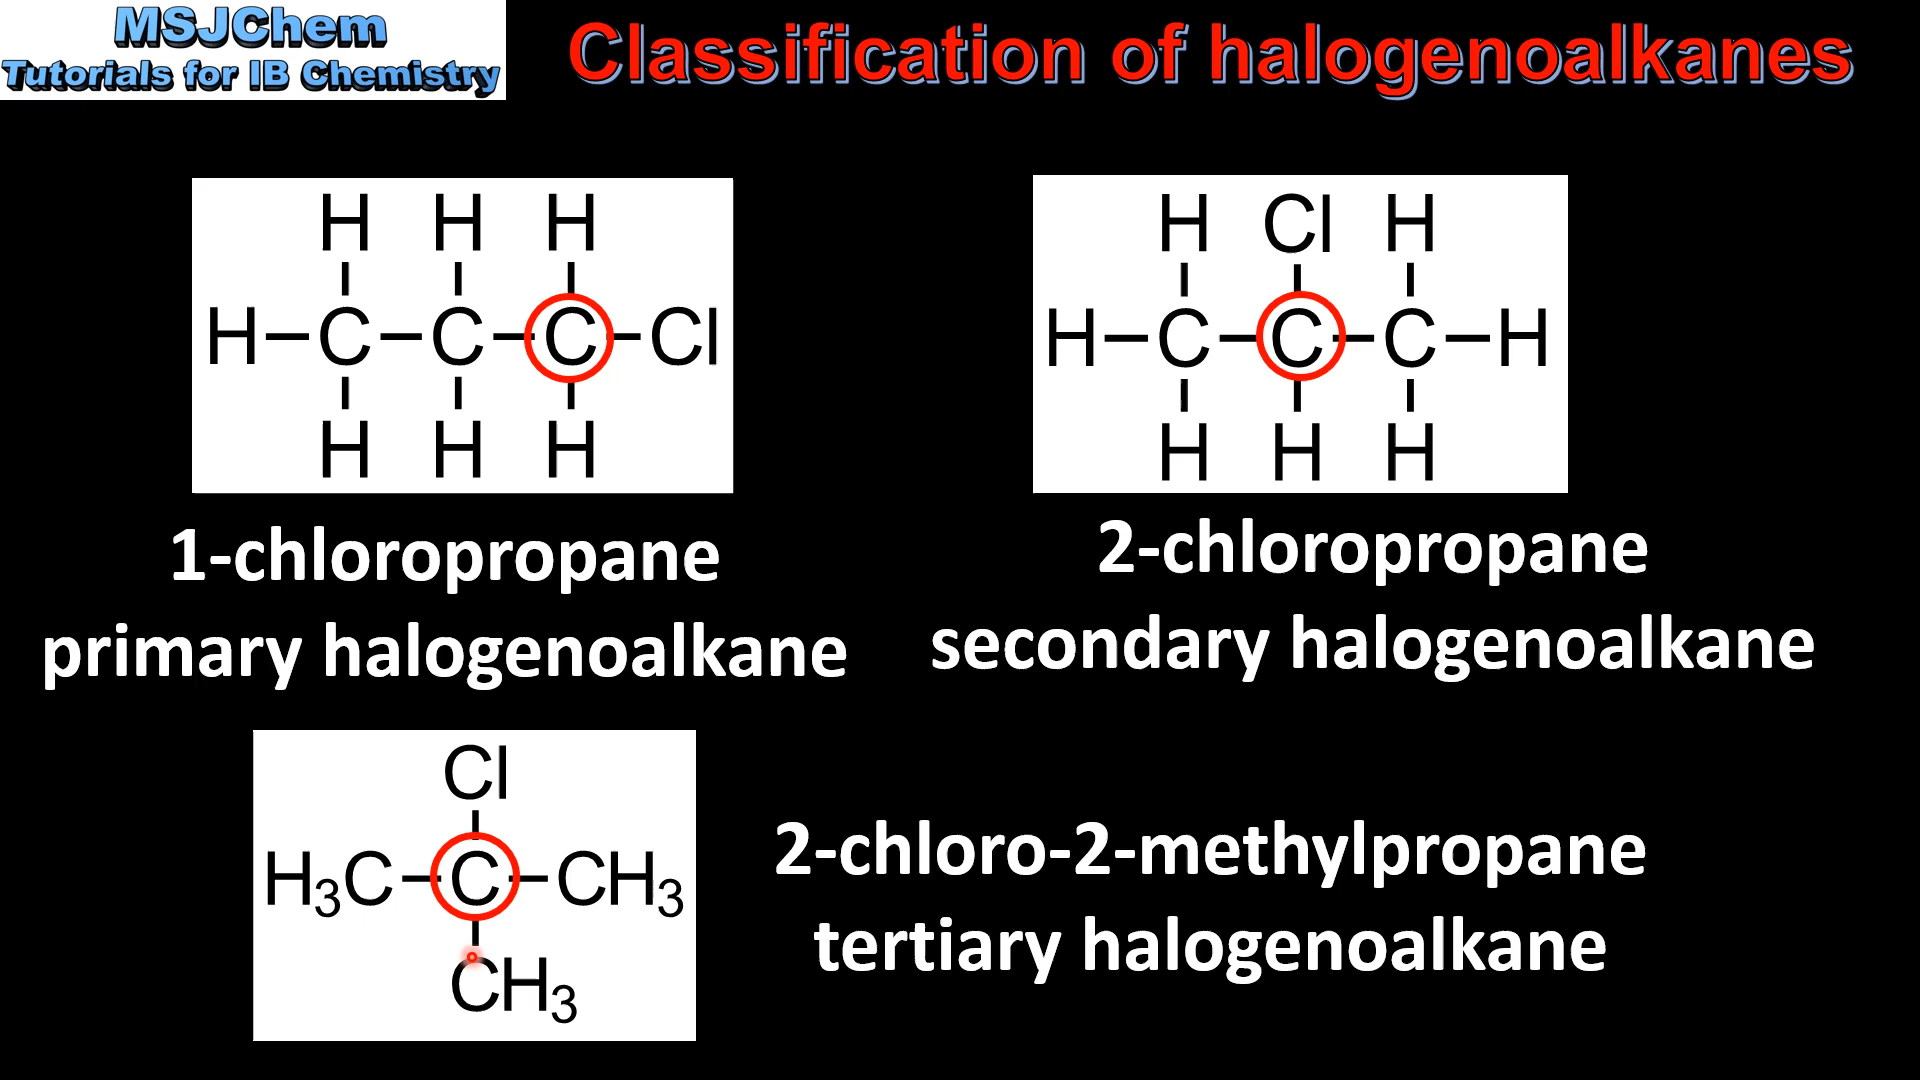 MSJChem
Tutorials for IB Chemistry
Classification of halogenoalkanes
H H H
H C C C Cl
H H H
1-chloropropane
primary halogenoalkane
H Cl H
H C C C H
H H H
2-chloropropane
secondary halogenoalkane
Cl
H3C C CH3
CH3
2-chloro-2-methylpropane
tertiary halogenoalkane